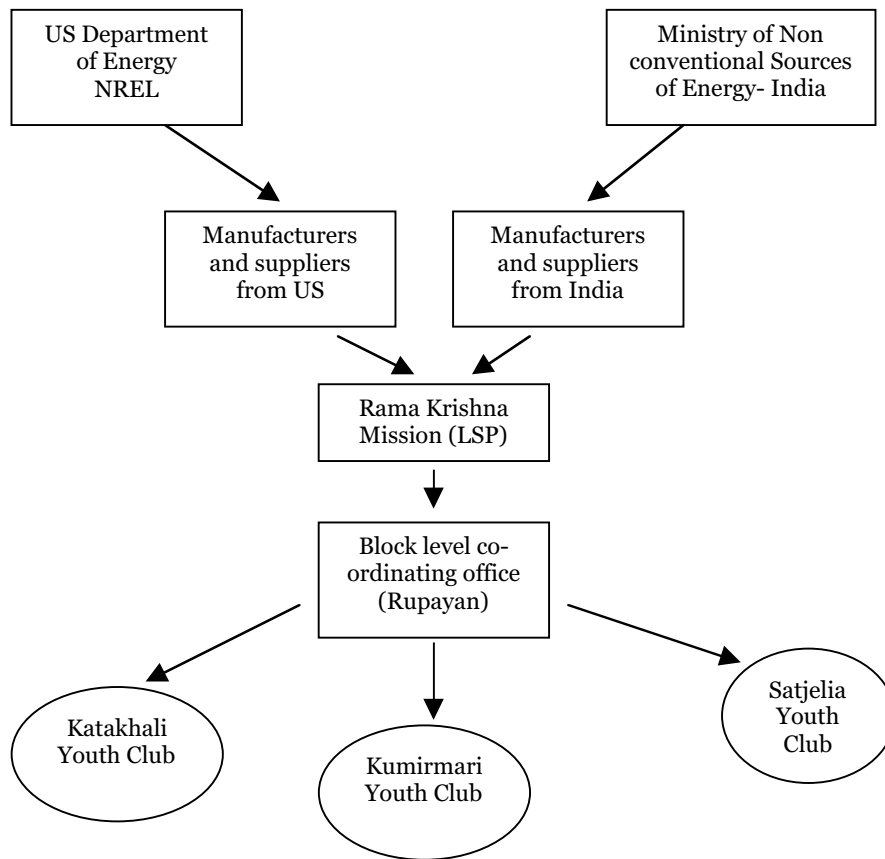 US Department
of Energy
NREL
Ministry of Non
conventional Sources
of Energy- India
Manufacturers
and suppliers
from US
Manufacturers
and suppliers
from India
Rama Krishna
Mission (LSP)
Block level co-
ordinating office
(Rupayan)
Katakhali
Youth Club
Kumirmari
Youth Club
Satjelia
Youth
Club